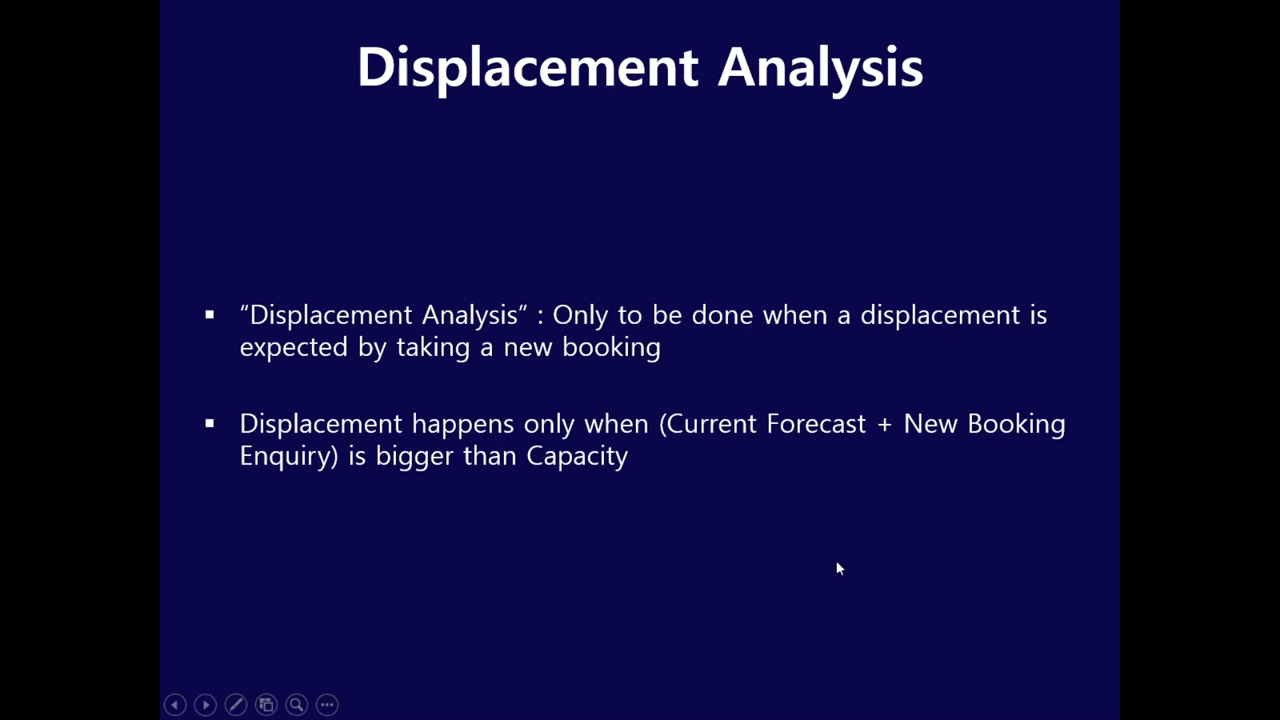 Displacement Analysis
▪ “Displacement Analysis“ : Only to be done when a displacement is
expected by taking a new booking
▪ Displacement happens only when (Current Forecast + New Booking
Enquiry) is bigger than Capacity